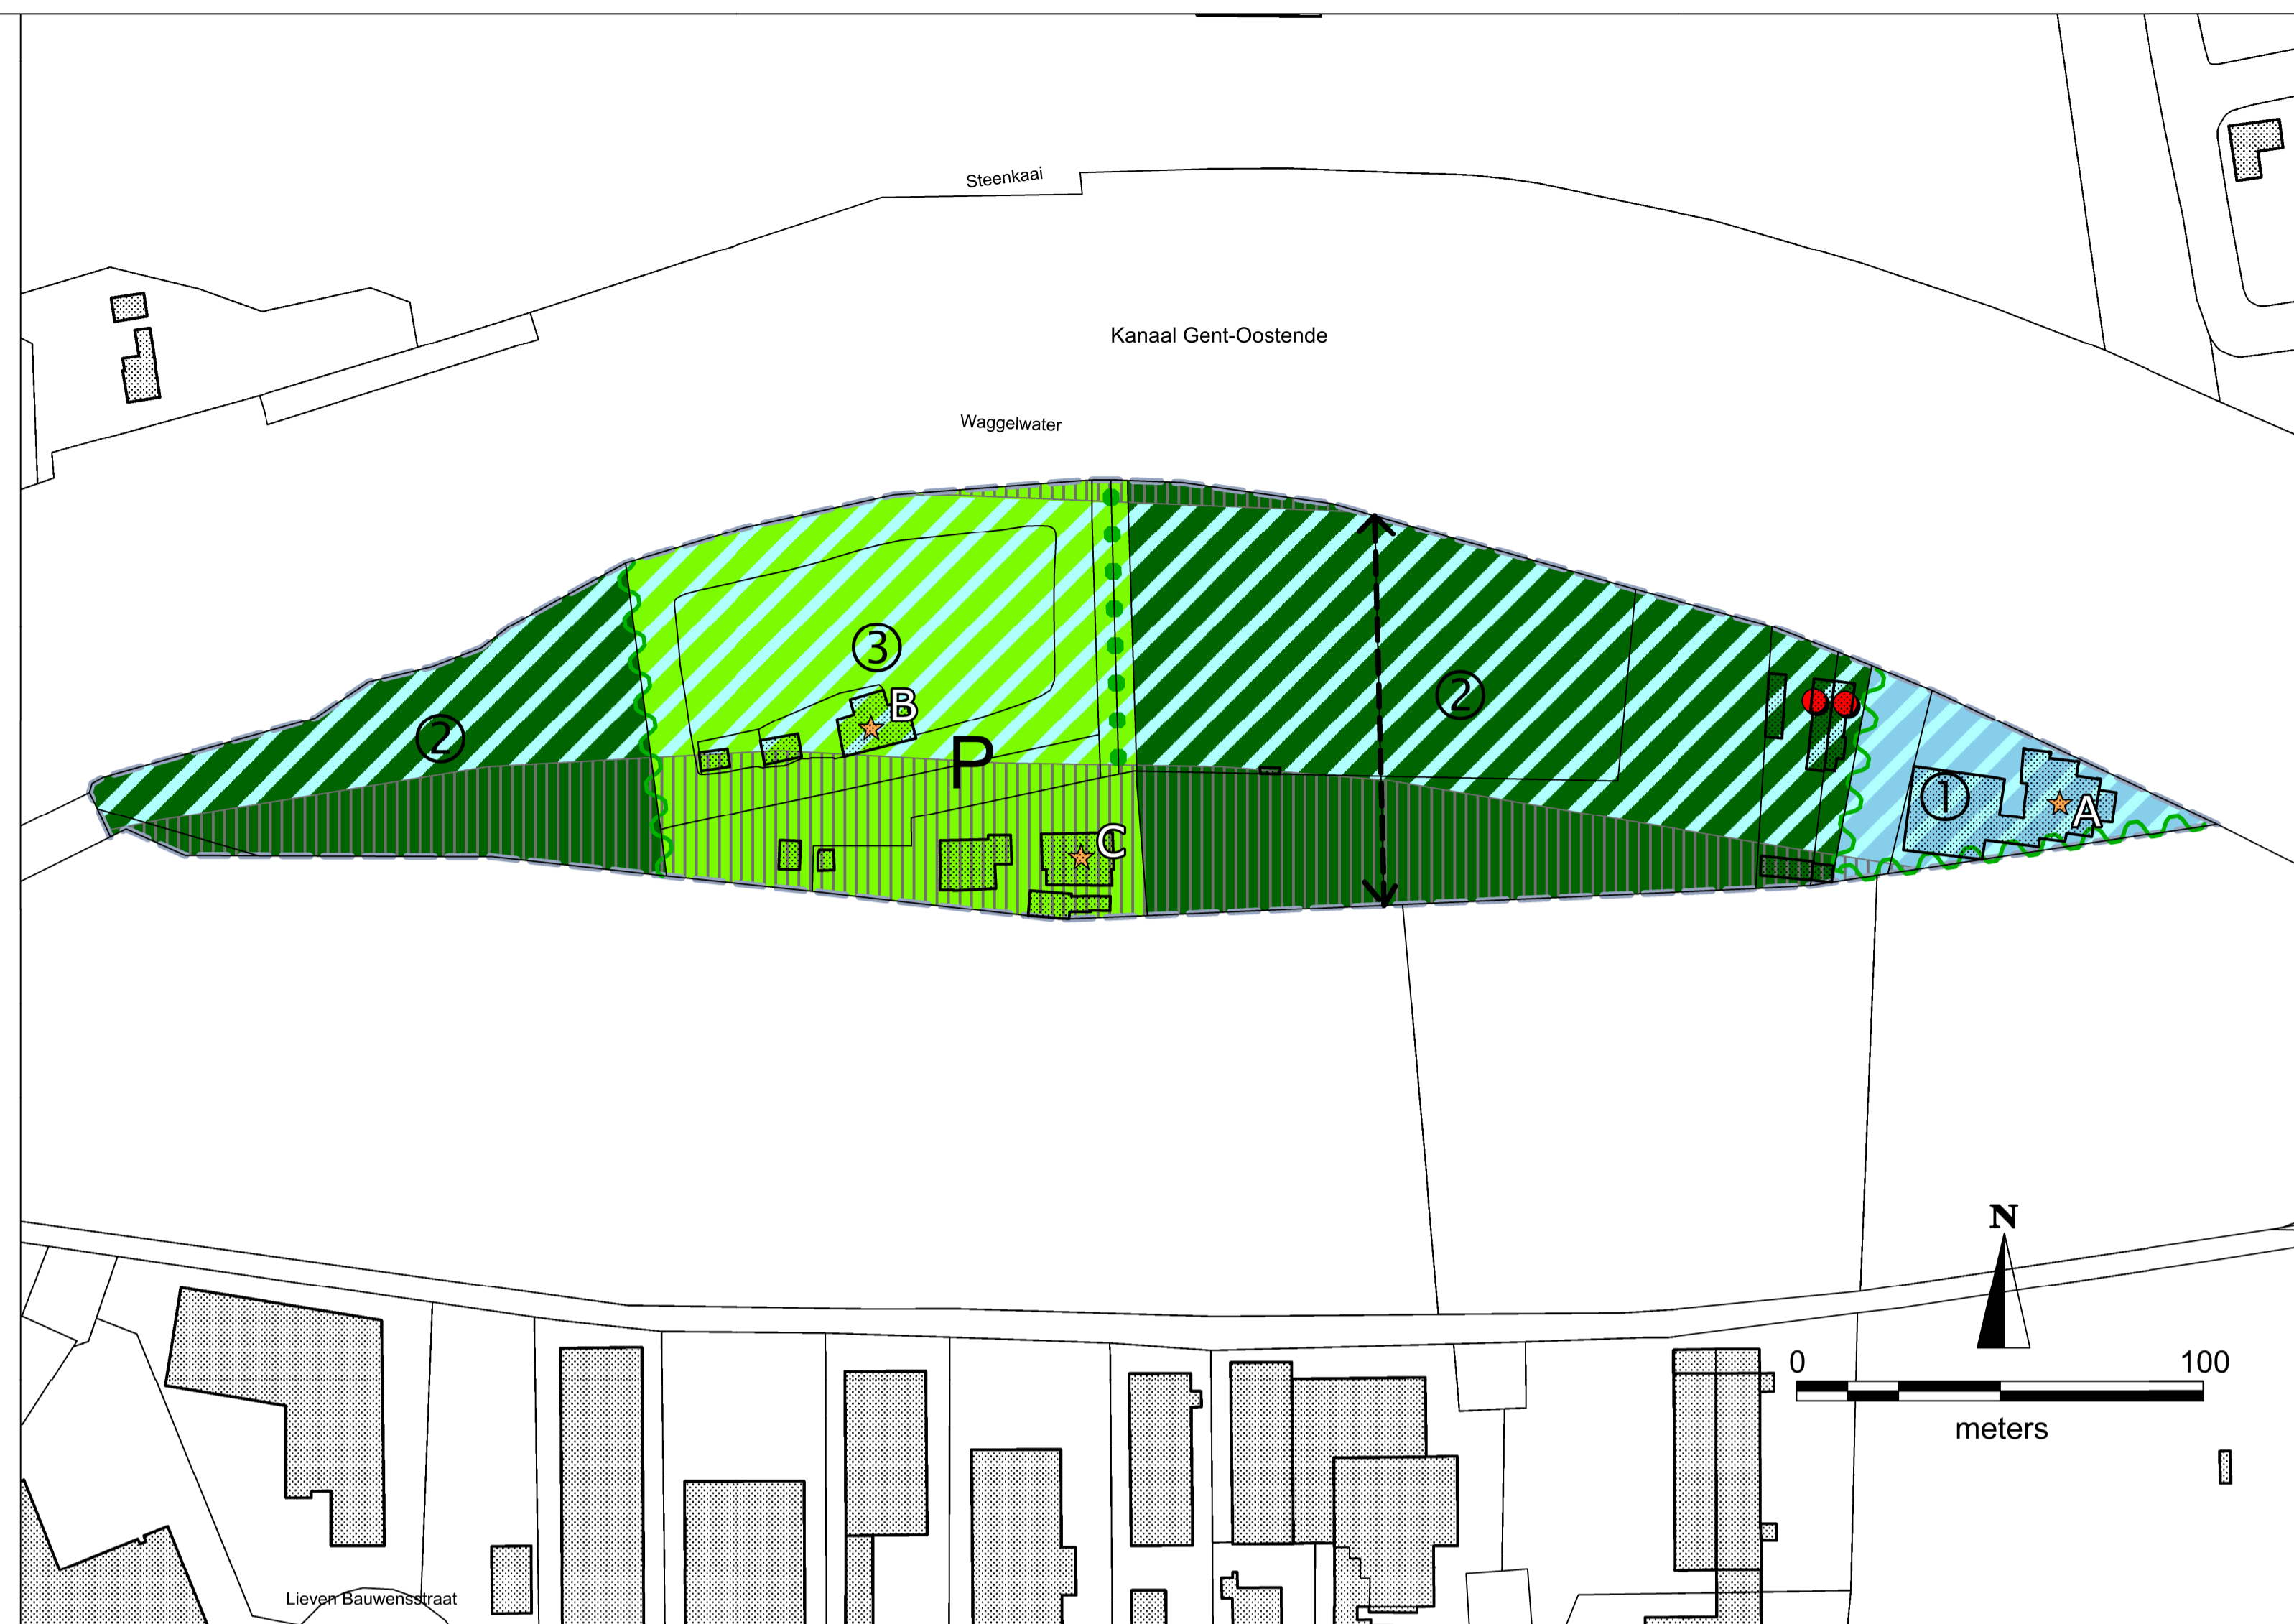 Steenkaai
Kanaal Gent-Oostende
Waggelwater
③
B
②
②
P
①
A
C
N
0 100
meters
Lieven Bauwensstraat